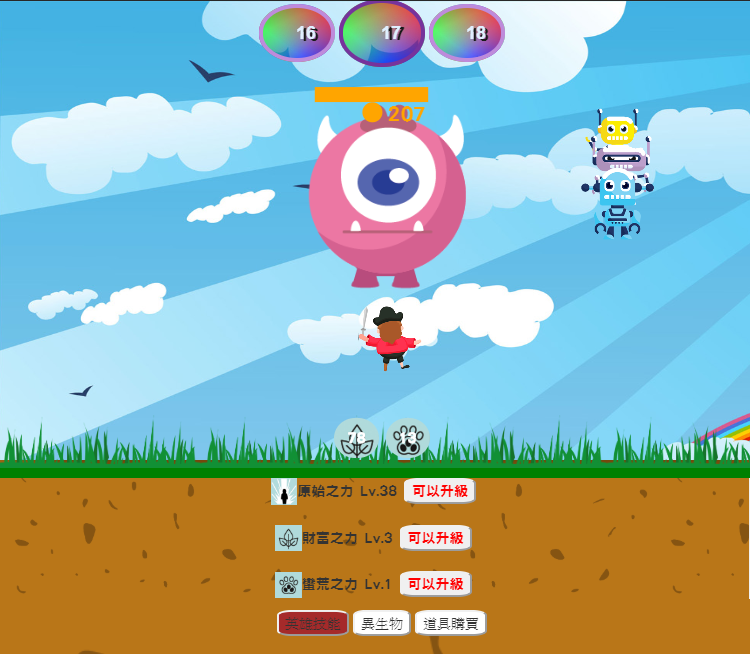 16 17 18
207
78 13
原始之力 Lv.38 可以升級
財富之力 Lv.3 可以升級
蠻荒之力 Lv.1 可以升級
英雄技能 異生物 道具購買